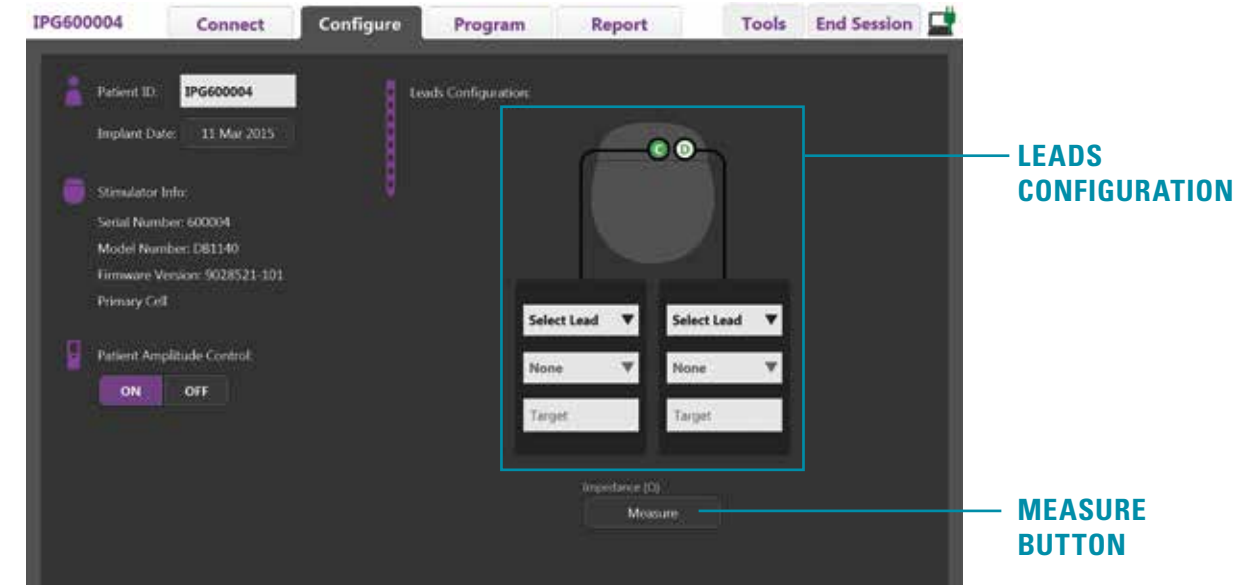 IPG600004 Connect Configure Program Report Tools End Session
Patient ID: IPG600004
Implant Date: 11 Mar 2015
Stimulator Info:
Serial Number: 600004
Model Number: DB1140
Firmware Version: 9028521-101
Primary Cell
Patient Amplitude Control:
ON OFF
Leads Configuration:
C D
Select Lead Select Lead
None None
Target Target
Impedance (Ω)
Measure
LEADS
CONFIGURATION
MEASURE
BUTTON